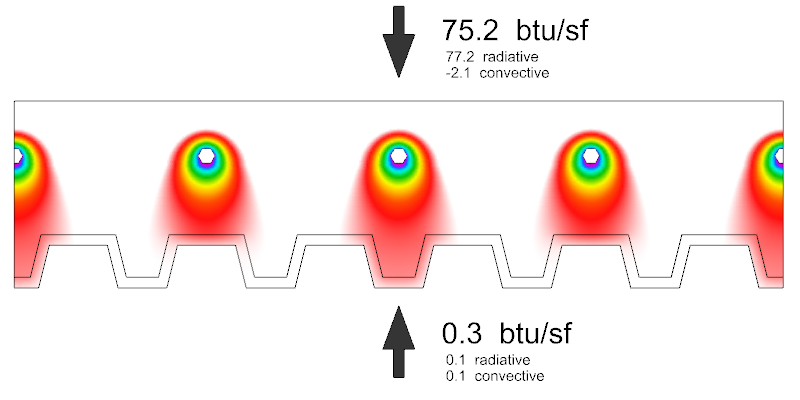 75.2 btu/sf
77.2 radiative
-2.1 convective
0.3 btu/sf
0.1 radiative
0.1 convective